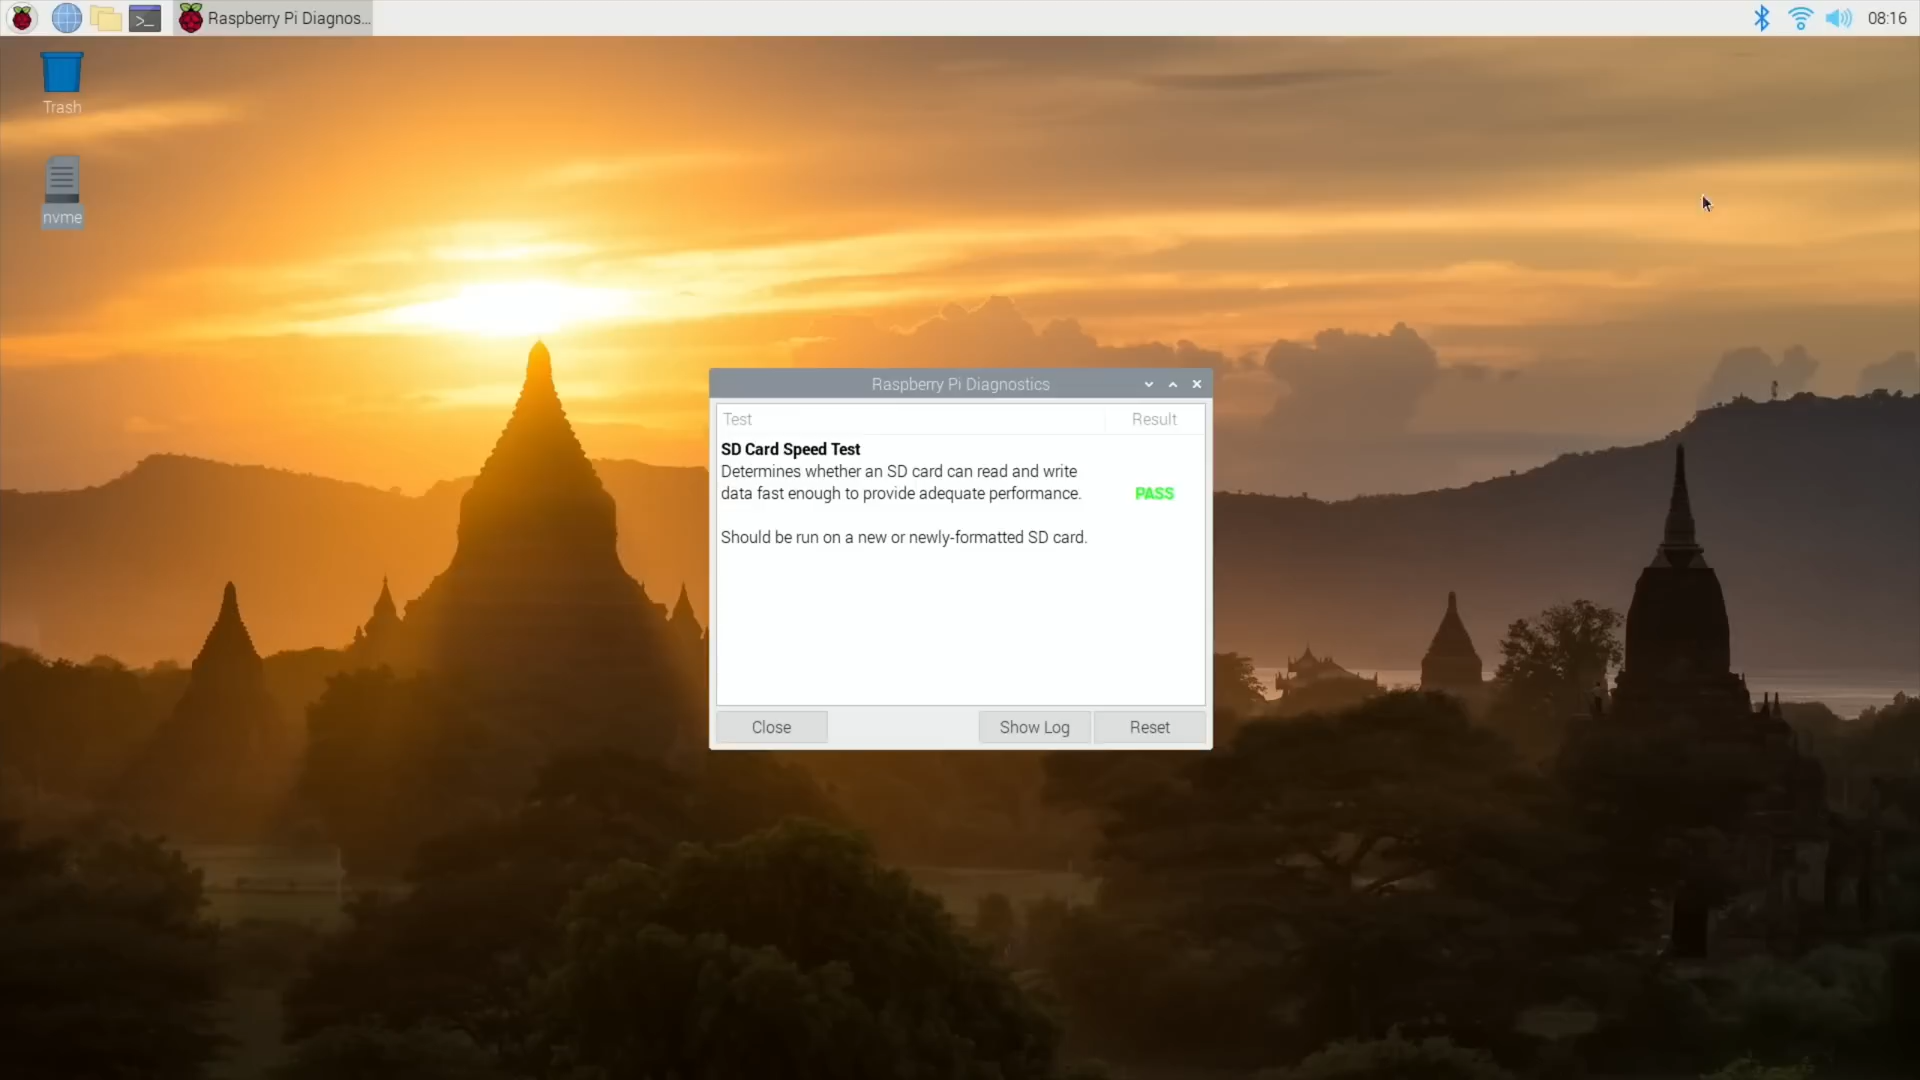 Raspberry Pi Diagnos...
08:16
Trash
nvme
Raspberry Pi Diagnostics
Test Result
SD Card Speed Test
Determines whether an SD card can read and write
data fast enough to provide adequate performance.
PASS
Should be run on a new or newly-formatted SD card.
Close Show Log Reset